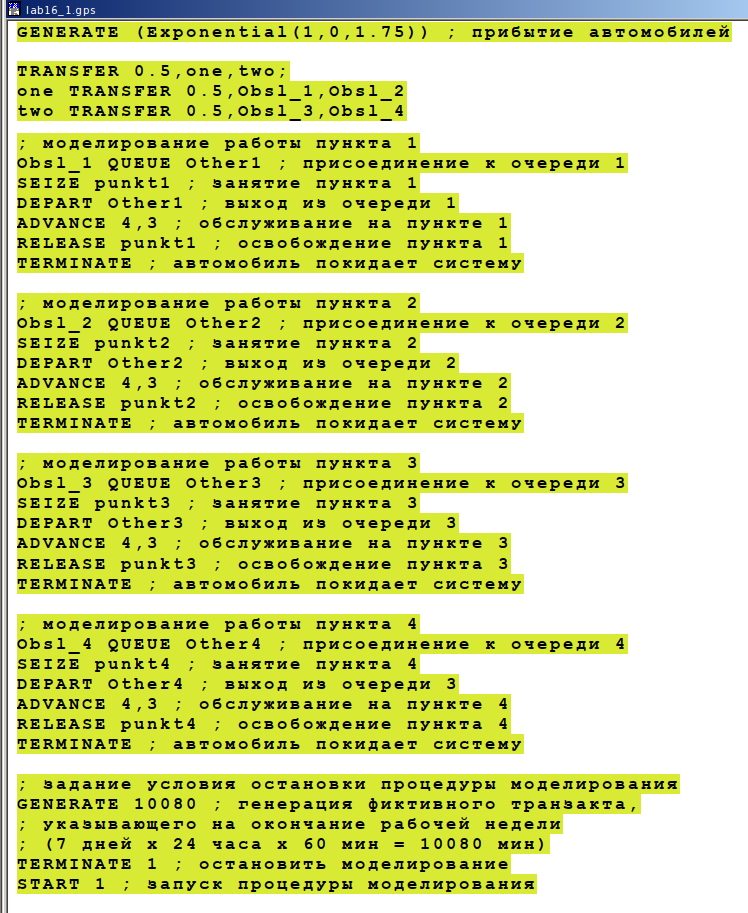 lab16_1.gps
GENERATE (Exponential(1,0,1.75)) ; прибытие автомобилей
TRANSFER 0.5,one,two;
one TRANSFER 0.5,Obsl_1,Obsl_2
two TRANSFER 0.5,Obsl_3,Obsl_4
; моделирование работы пункта 1
Obsl_1 QUEUE Other1 ; присоединение к очереди 1
SEIZE punkt1 ; занятие пункта 1
DEPART Other1 ; выход из очереди 1
ADVANCE 4,3 ; обслуживание на пункте 1
RELEASE punkt1 ; освобождение пункта 1
TERMINATE ; автомобиль покидает систему
; моделирование работы пункта 2
Obsl_2 QUEUE Other2 ; присоединение к очереди 2
SEIZE punkt2 ; занятие пункта 2
DEPART Other2 ; выход из очереди 2
ADVANCE 4,3 ; обслуживание на пункте 2
RELEASE punkt2 ; освобождение пункта 2
TERMINATE ; автомобиль покидает систему
; моделирование работы пункта 3
Obsl_3 QUEUE Other3 ; присоединение к очереди 3
SEIZE punkt3 ; занятие пункта 3
DEPART Other3 ; выход из очереди 3
ADVANCE 4,3 ; обслуживание на пункте 3
RELEASE punkt3 ; освобождение пункта 3
TERMINATE ; автомобиль покидает систему
; моделирование работы пункта 4
Obsl_4 QUEUE Other4 ; присоединение к очереди 4
SEIZE punkt4 ; занятие пункта 4
DEPART Other4 ; выход из очереди 3
ADVANCE 4,3 ; обслуживание на пункте 4
RELEASE punkt4 ; освобождение пункта 4
TERMINATE ; автомобиль покидает систему
; задание условия остановки процедуры моделирования
GENERATE 10080 ; генерация фиктивного транзакта,
; указывающего на окончание рабочей недели
; (7 дней x 24 часа x 60 мин = 10080 мин)
TERMINATE 1 ; остановить моделирование
START 1 ; запуск процедуры моделирования